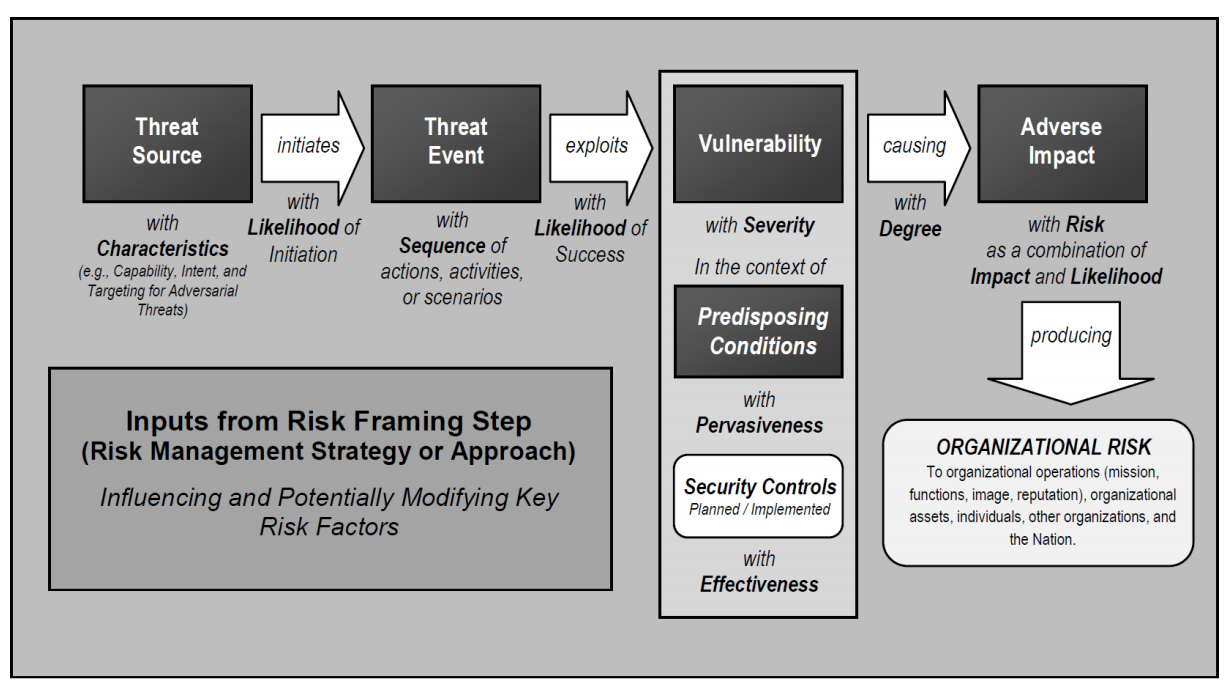 Threat
Source
initiates
Threat
Event
exploits
Vulnerability
causing
Adverse
Impact
with
Characteristics
(e.g., Capability, Intent, and
Targeting for Adversarial
Threats)
with
Likelihood of
Initiation
with
Sequence of
actions, activities,
or scenarios
with
Likelihood of
Success
with Severity
In the context of
Predisposing
Conditions
with
Pervasiveness
Security Controls
Planned / Implemented
with
Effectiveness
with
Degree
with Risk
as a combination of
Impact and Likelihood
producing
ORGANIZATIONAL RISK
To organizational operations (mission,
functions, image, reputation), organizational
assets, individuals, other organizations, and
the Nation.
Inputs from Risk Framing Step
(Risk Management Strategy or Approach)
Influencing and Potentially Modifying Key
Risk Factors